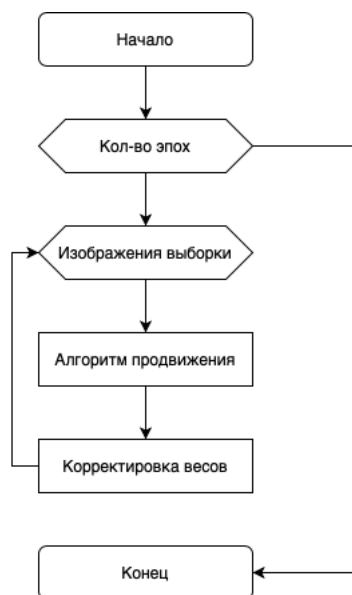 Начало
Кол-во эпох
Изображения выборки
Алгоритм продвижения
Корректировка весов
Конец